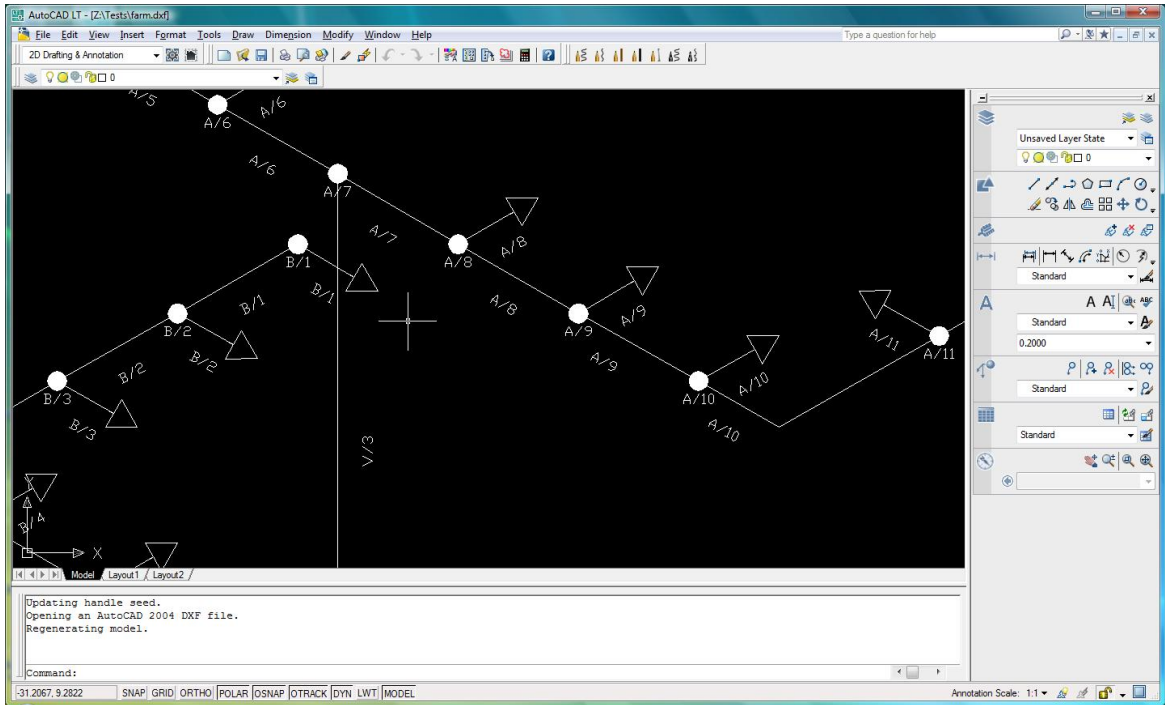 AutoCAD LT - [Z:\Tests\farm.dxf]
File Edit View Insert Format Tools Draw Dimension Modify Window Help
Type a question for help
2D Drafting & Annotation
0
A/5
A/6
A/6
A/6
A/7
A/7
A/8
A/8
A/8
B/1
B/1
B/1
A/9
A/9
A/9
B/2
B/2
B/2
A/10
A/10
A/10
A/11
A/11
B/3
B/3
V/3
B/4
Y
X
Model Layout1 Layout2
Unsaved Layer State
0
Standard
A
Standard
0.2000
Standard
Standard
Updating handle seed.
Opening an AutoCAD 2004 DXF file.
Regenerating model.
Command:
-31.2067, 9.2822 SNAP GRID ORTHO POLAR OSNAP OTRACK DYN LWT MODEL
Annotation Scale: 1:1